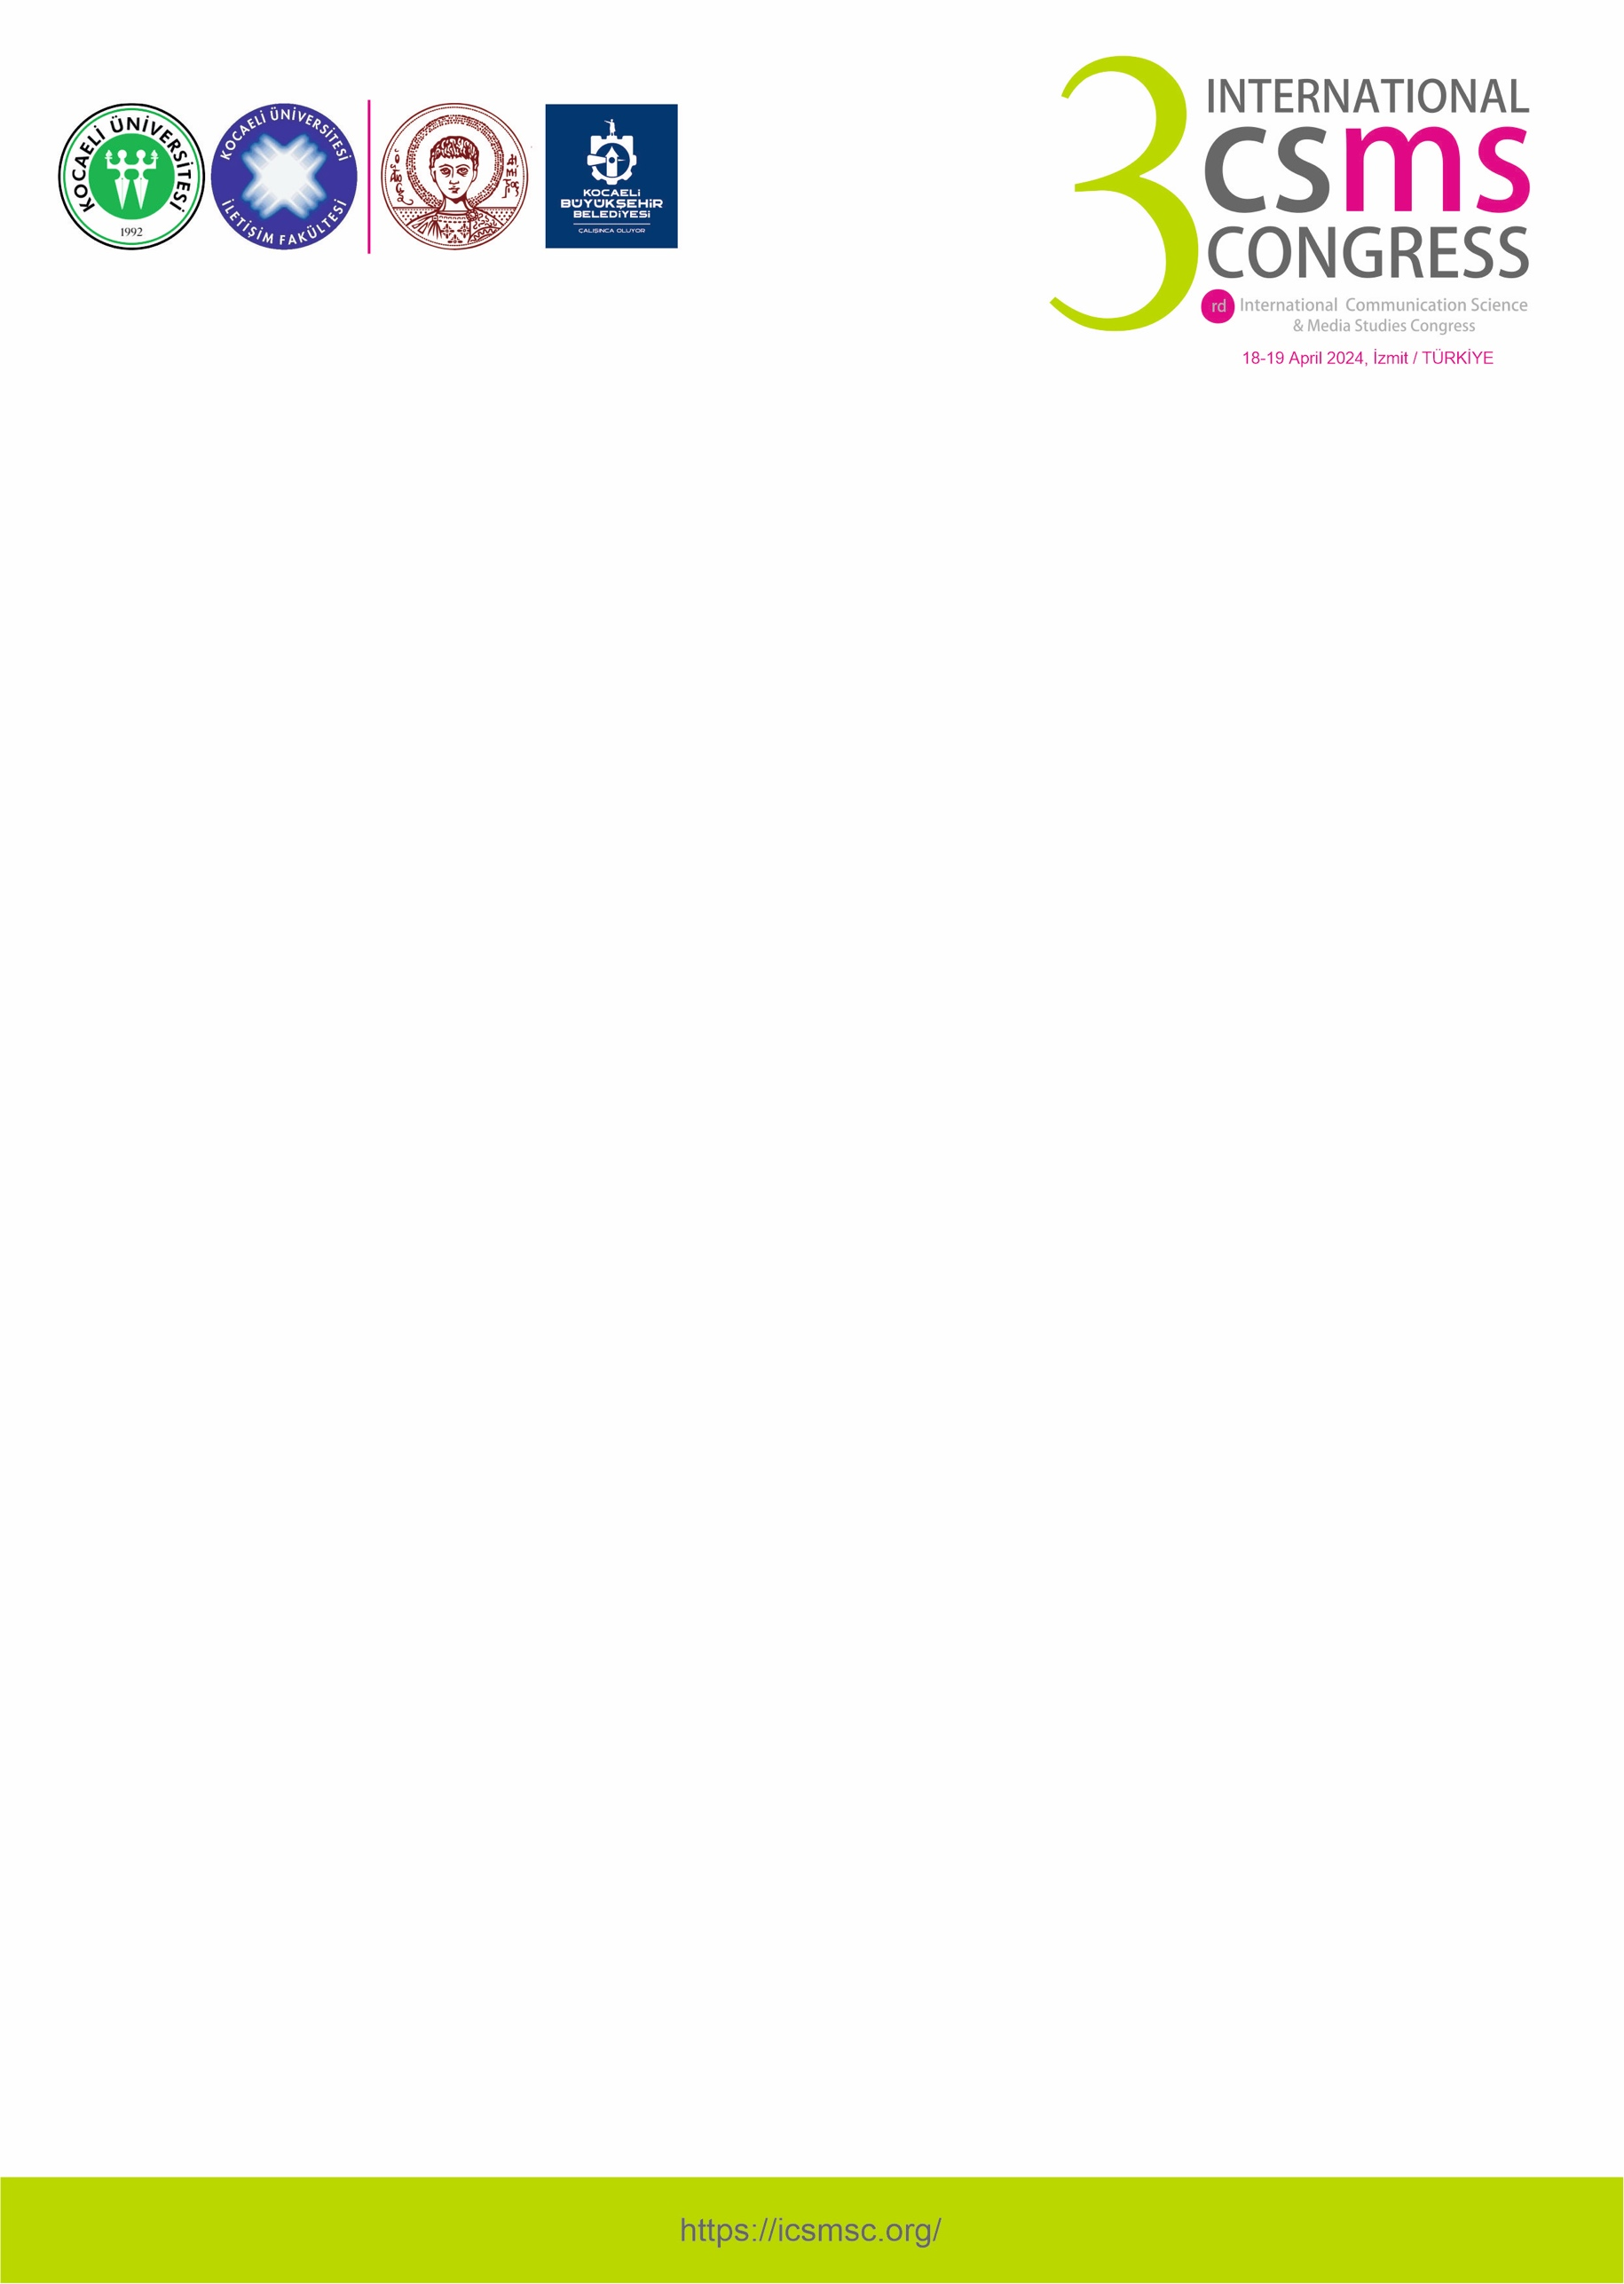 KOCAELİ ÜNİVERSİTESİ
1992
KOCAELİ ÜNİVERSİTESİ
İLETİŞİM FAKÜLTESİ
KOCAELİ
BÜYÜKŞEHİR
BELEDİYESİ
ÇALIŞINCA OLUYOR
3
INTERNATIONAL
csms
CONGRESS
rd International Communication Science
& Media Studies Congress
18-19 April 2024, İzmit / TÜRKİYE
https://icsmsc.org/